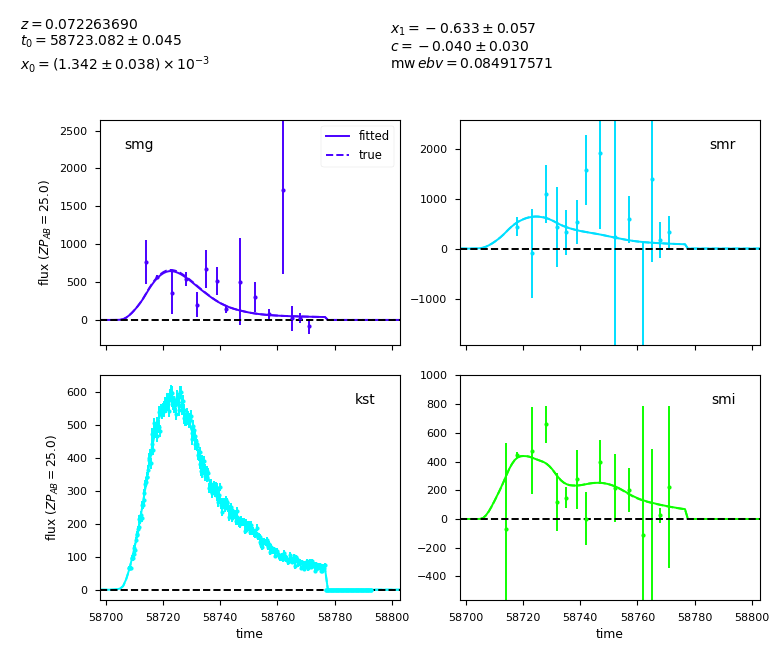 z = 0.072263690
t₀ = 58723.082 ± 0.045
x₀ = (1.342 ± 0.038) × 10⁻³
x₁ = −0.633 ± 0.057
c = −0.040 ± 0.030
mw ebv = 0.084917571
smg
fitted
true
flux (ZP_AB = 25.0)
2500
2000
1500
1000
500
0
smr
2000
1000
0
−1000
kst
flux (ZP_AB = 25.0)
600
500
400
300
200
100
0
58700 58720 58740 58760 58780 58800
time
smi
1000
800
600
400
200
0
−200
−400
58700 58720 58740 58760 58780 58800
time